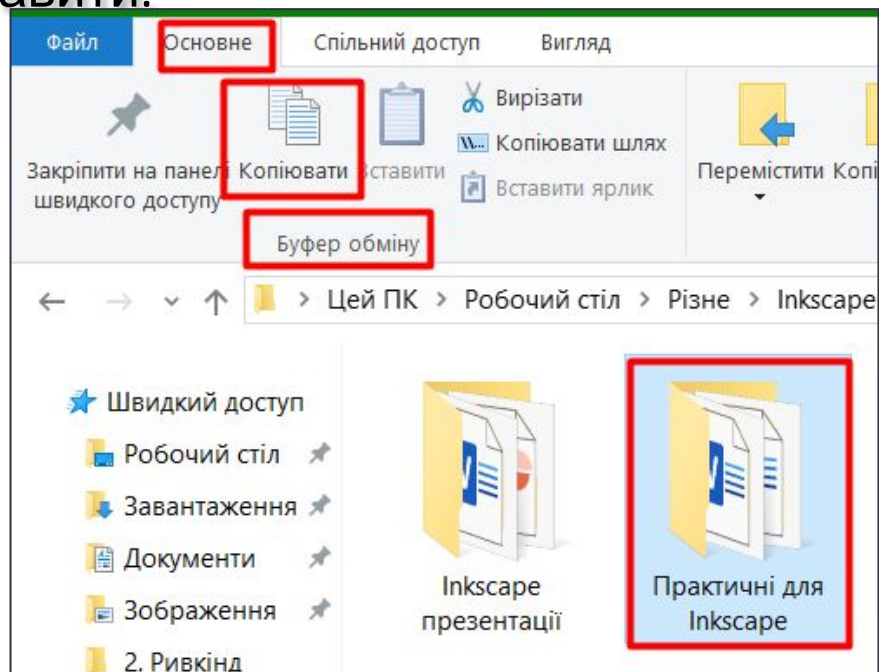 авити.
Файл Основне Спільний доступ Вигляд
Вирізати
Копіювати шлях
Вставити ярлик
Закріпити на панелі
швидкого доступу
Копіювати
Вставити
Перемістити Копі
Буфер обміну
Цей ПК > Робочий стіл > Різне > Inkscape
Швидкий доступ
Робочий стіл
Завантаження
Документи
Зображення
2. Ривкінд
Inkscape
презентації
Практичні для
Inkscape